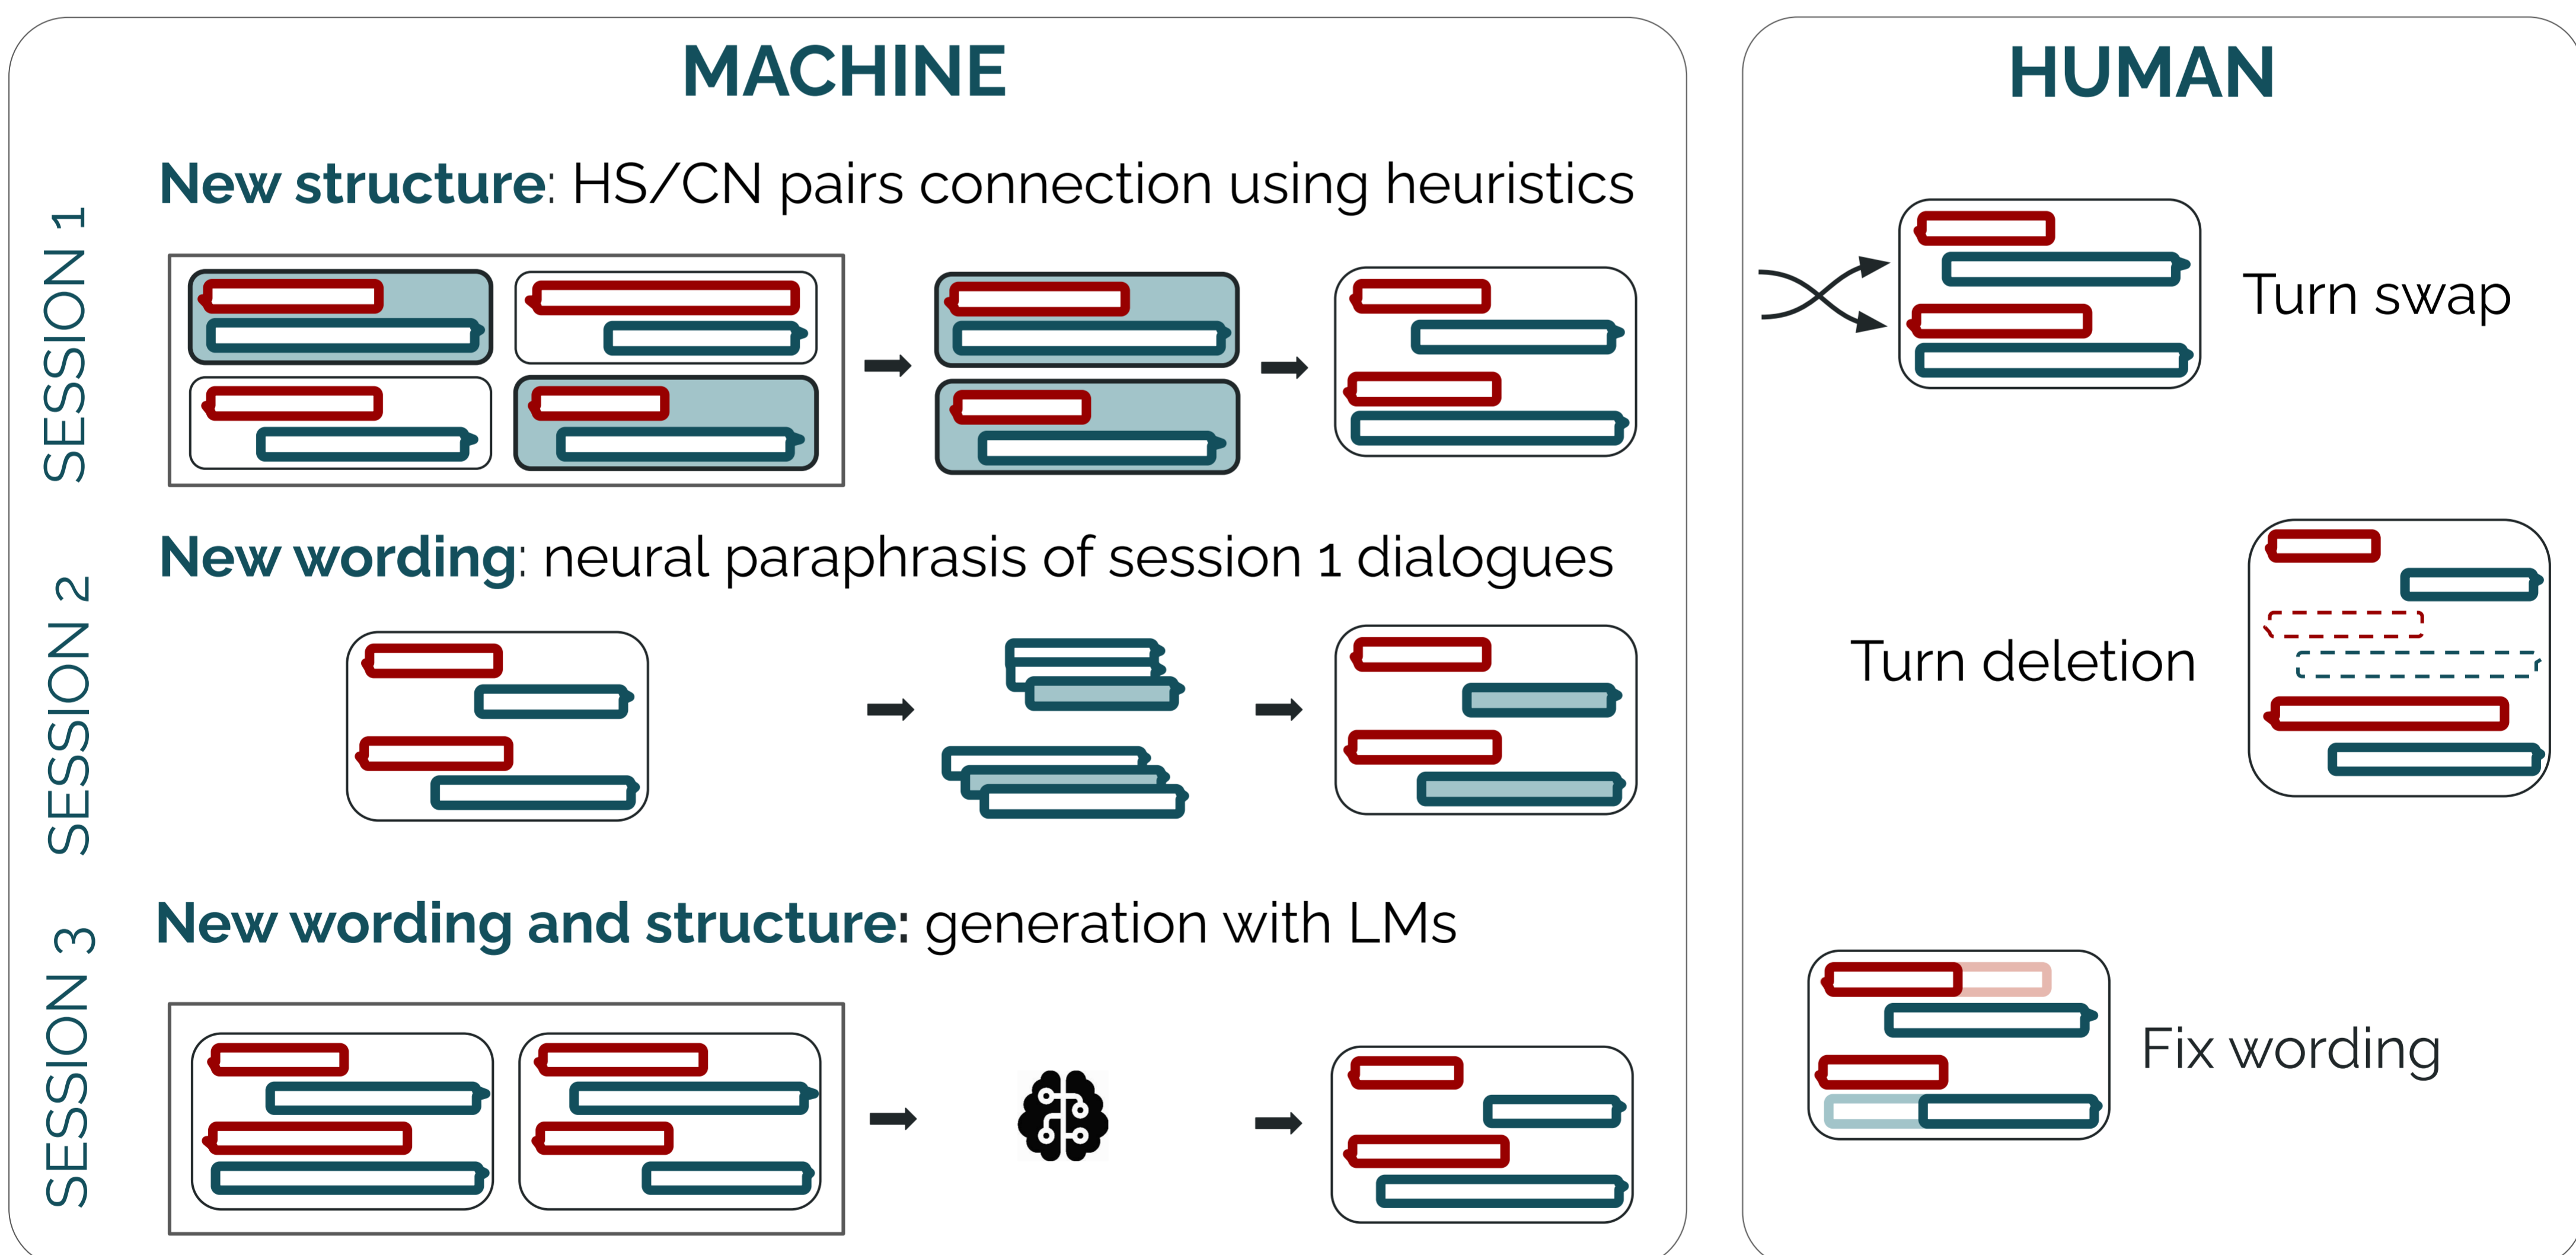 MACHINE
HUMAN
SESSION 1
New structure: HS/CN pairs connection using heuristics
Turn swap
SESSION 2
New wording: neural paraphrasis of session 1 dialogues
Turn deletion
SESSION 3
New wording and structure: generation with LMs
Fix wording